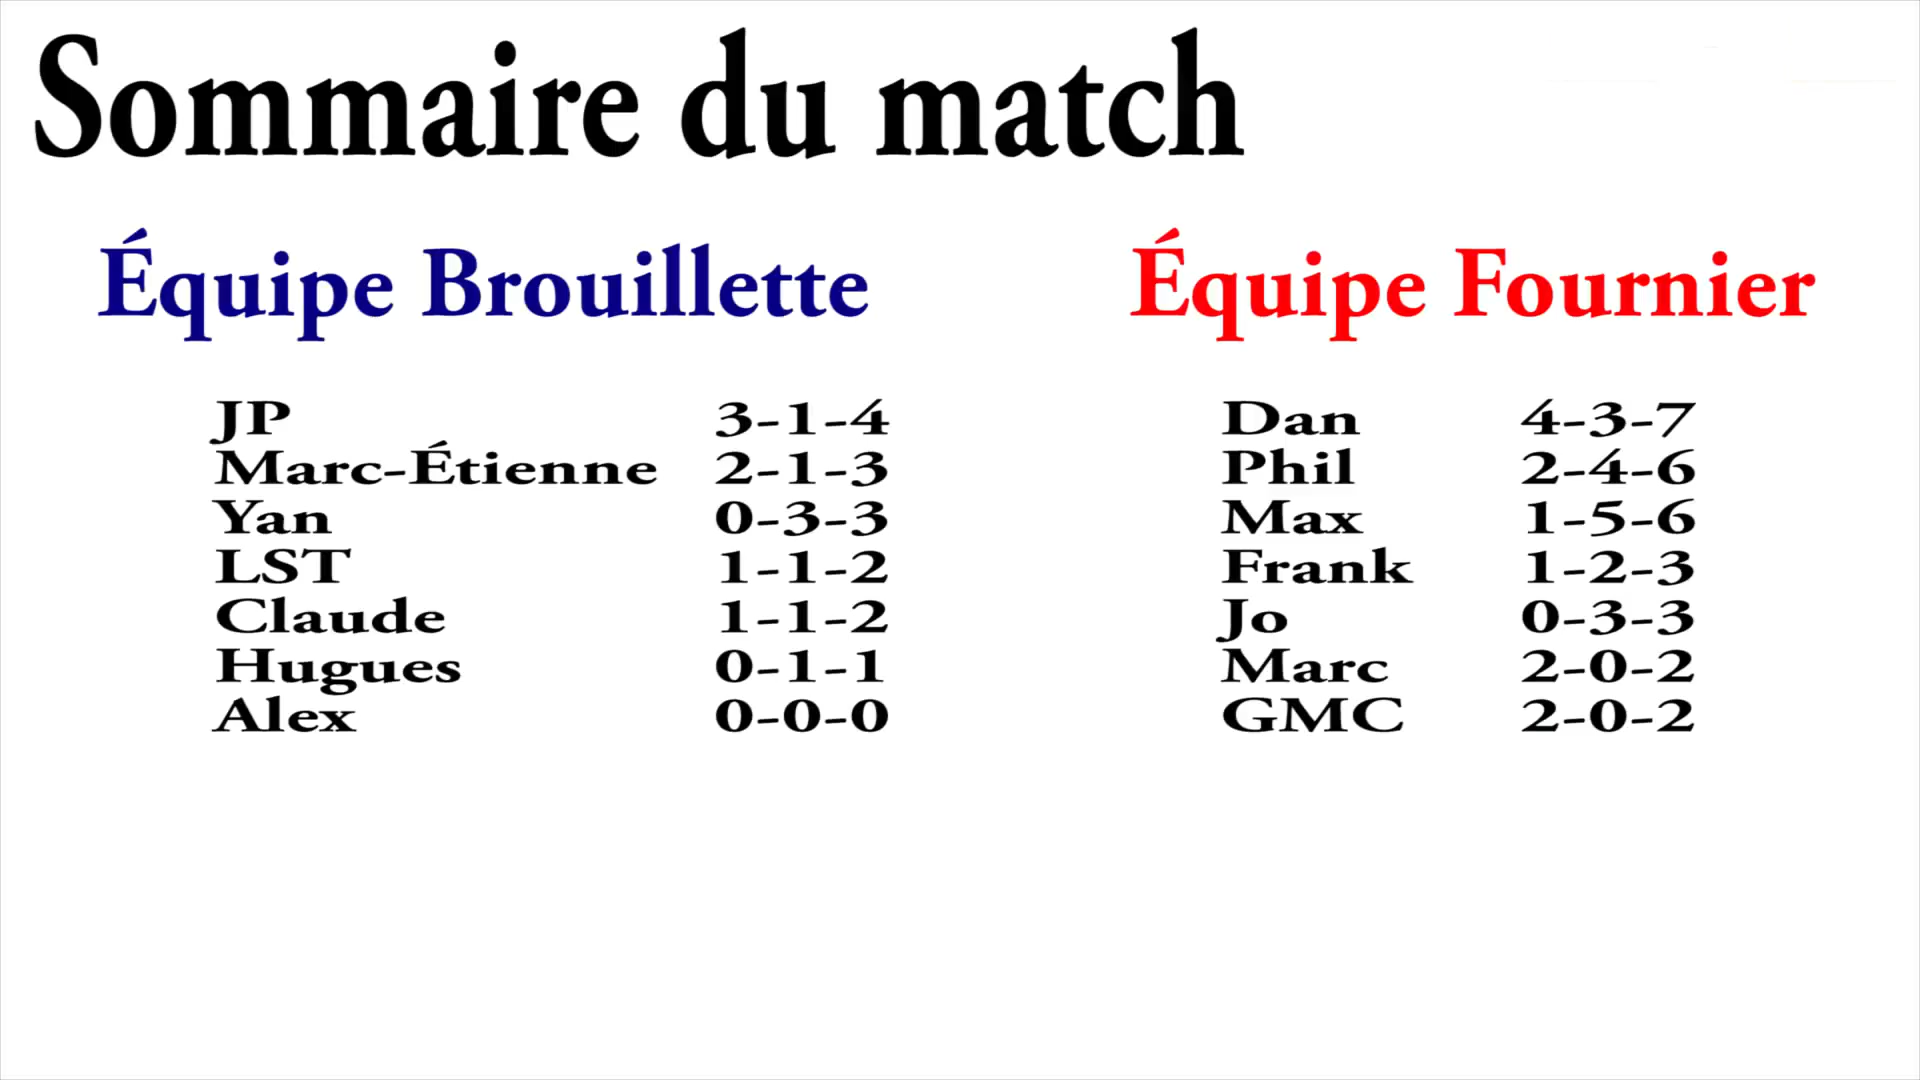 Sommaire du match
Équipe Brouillette
JP 3-1-4
Marc-Étienne 2-1-3
Yan 0-3-3
LST 1-1-2
Claude 1-1-2
Hugues 0-1-1
Alex 0-0-0
Équipe Fournier
Dan 4-3-7
Phil 2-4-6
Max 1-5-6
Frank 1-2-3
Jo 0-3-3
Marc 2-0-2
GMC 2-0-2